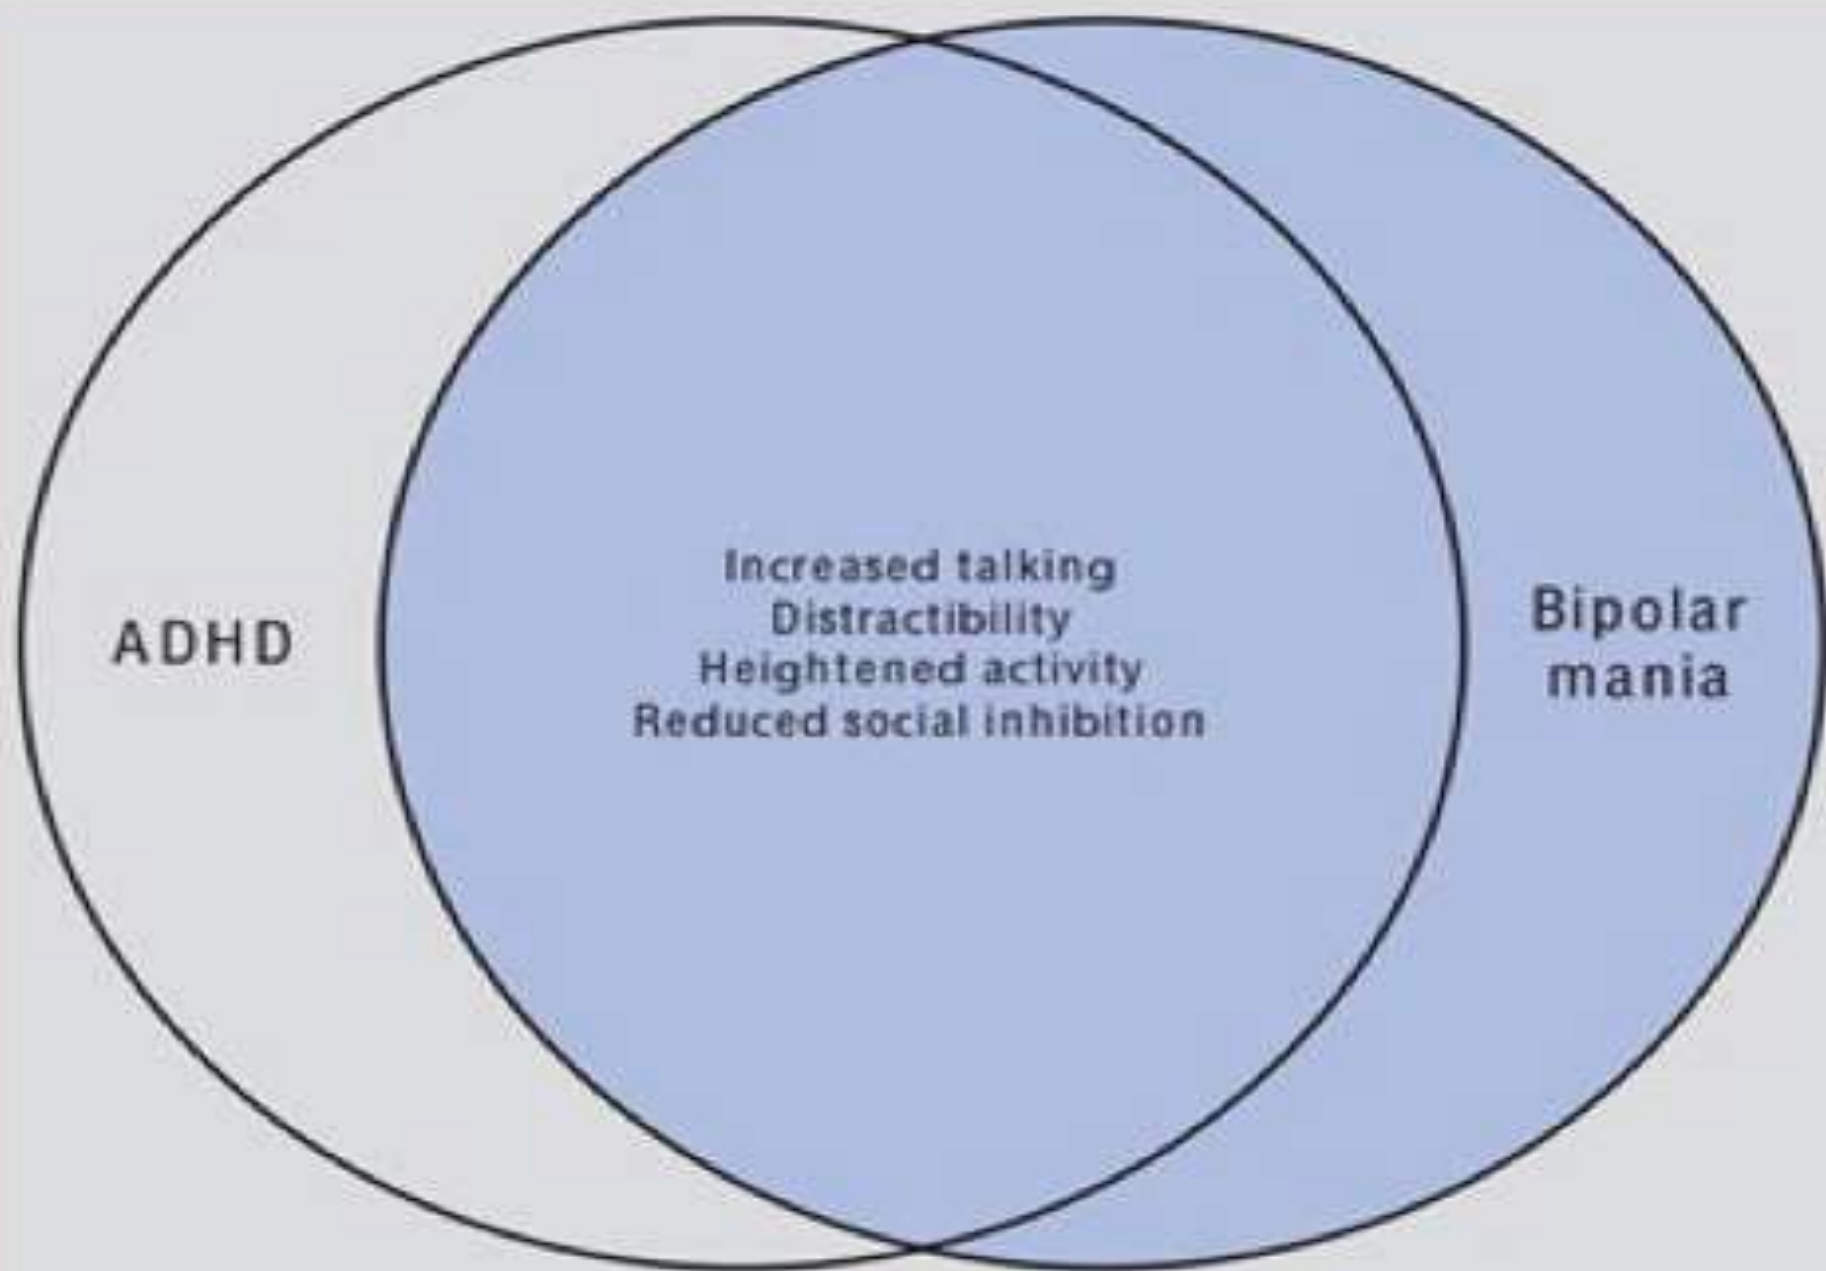 ADHD
Increased talking
Distractibility
Heightened activity
Reduced social inhibition
Bipolar
mania